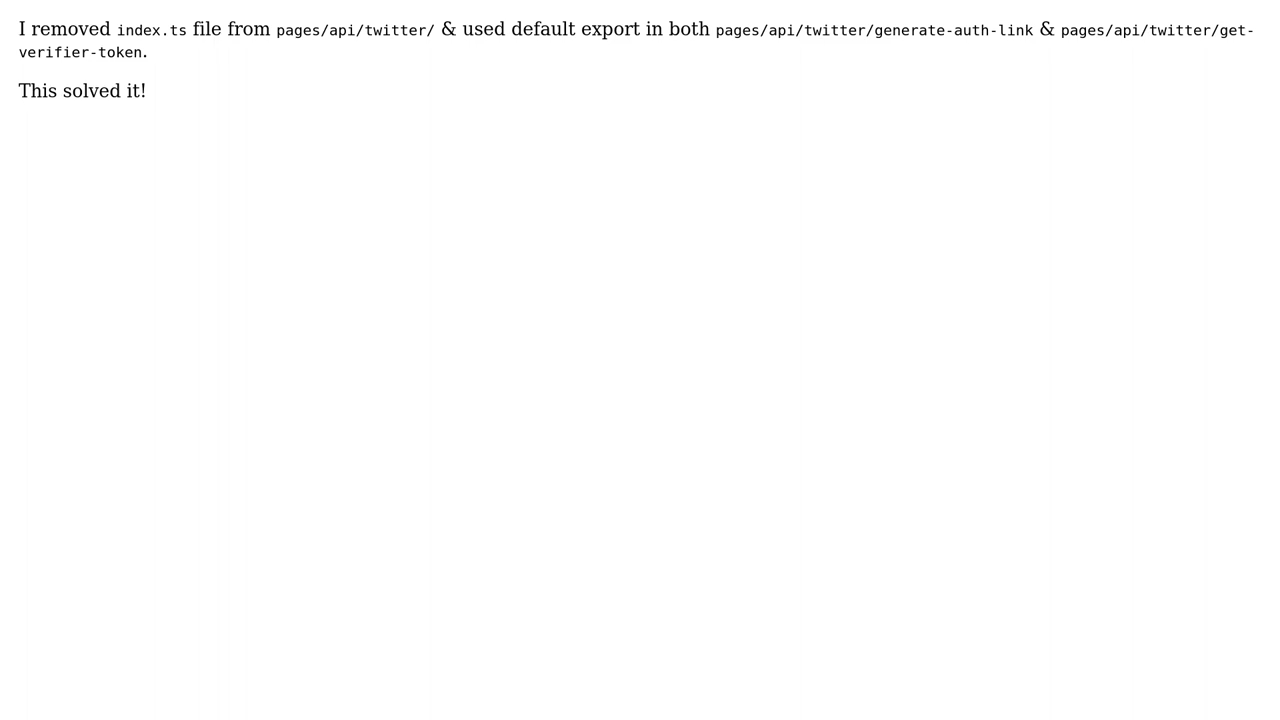 I removed index.ts file from pages/api/twitter/ & used default export in both pages/api/twitter/generate-auth-link & pages/api/twitter/get-
verifier-token.
This solved it!